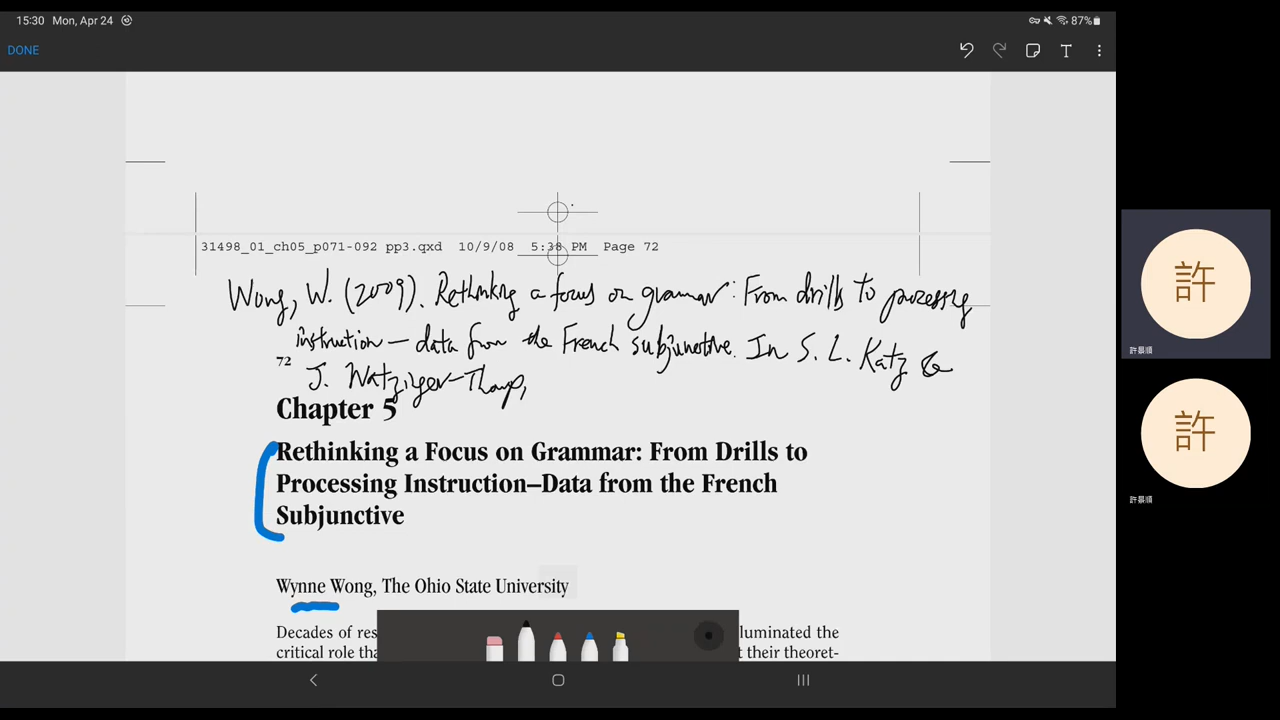 15:30 Mon, Apr 24
87%
DONE
T
31498_01_ch05_p071-092 pp3.qxd 10/9/08 5:38 PM Page 72
Wong, W. (2009). Rethinking a focus on grammar: From drills to processing
instruction – data from the French subjunctive. In S. L. Katz &
72
J. Watzinger-Tharp,
Chapter 5
Rethinking a Focus on Grammar: From Drills to
Processing Instruction–Data from the French
Subjunctive
Wynne Wong, The Ohio State University
Decades of res luminated the
critical role tha t their theoret-
許
許景順
許
許景順